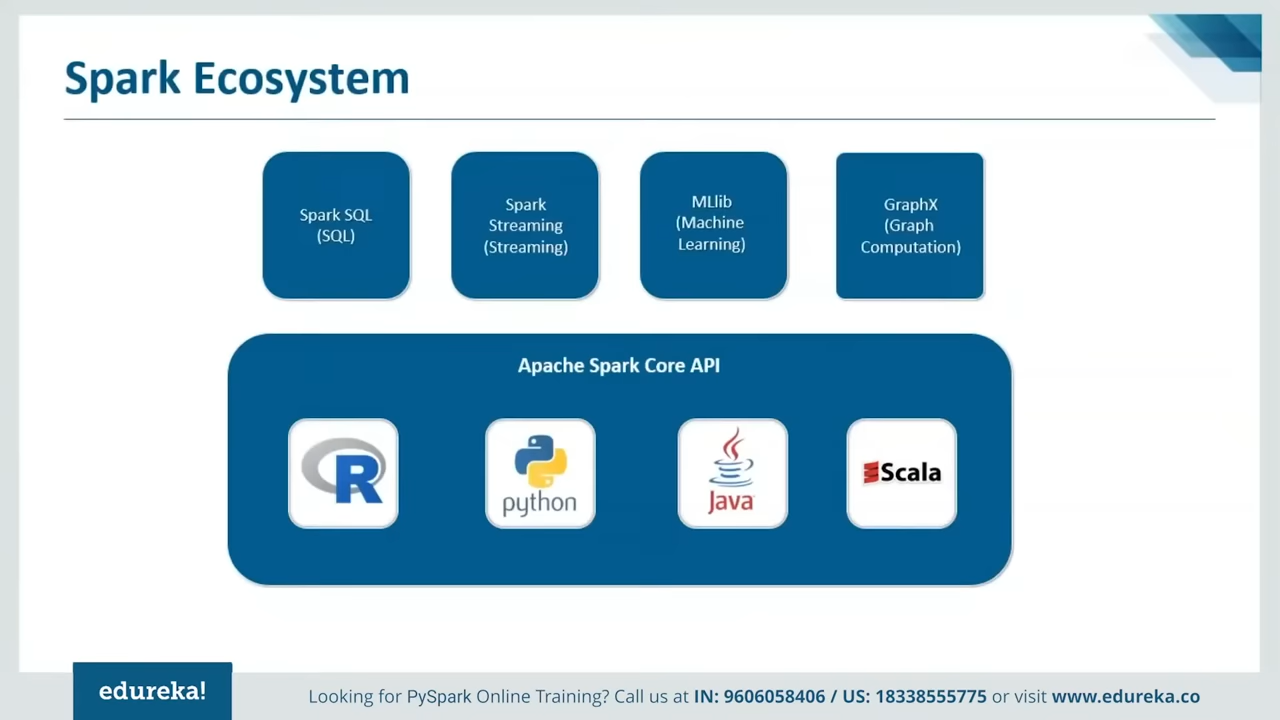 Spark Ecosystem
Spark SQL
(SQL)
Spark
Streaming
(Streaming)
MLlib
(Machine
Learning)
GraphX
(Graph
Computation)
Apache Spark Core API
R
python
Java
Scala
edureka!
Looking for PySpark Online Training? Call us at IN: 9606058406 / US: 18338555775 or visit www.edureka.co